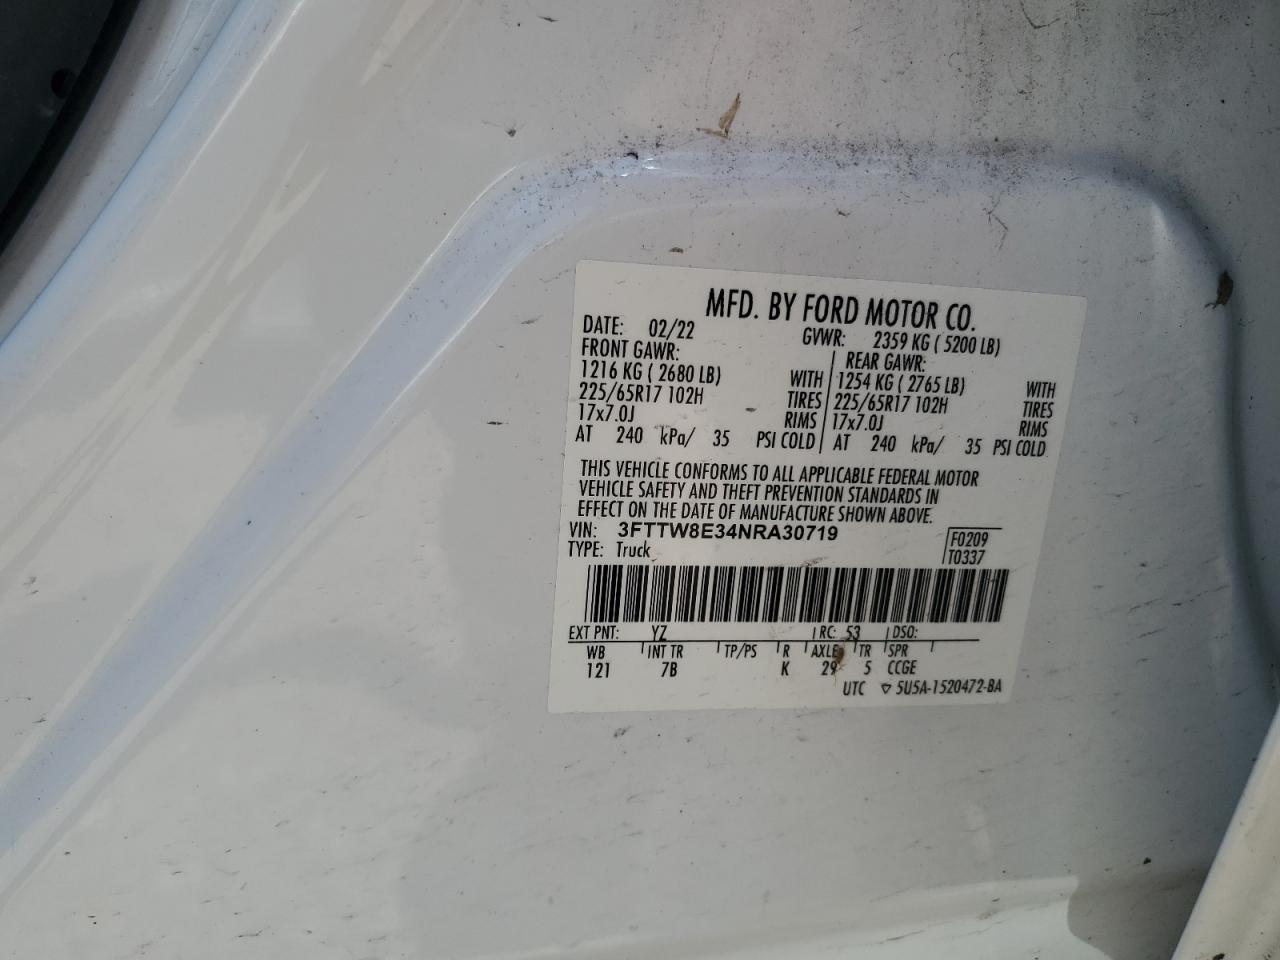 MFD. BY FORD MOTOR CO.
DATE: 02/22 GVWR: 2359 KG ( 5200 LB)
FRONT GAWR: REAR GAWR:
1216 KG ( 2680 LB) WITH 1254 KG ( 2765 LB) WITH
225/65R17 102H TIRES 225/65R17 102H TIRES
17x7.0J RIMS 17x7.0J RIMS
AT 240 kPa/ 35 PSI COLD AT 240 kPa/ 35 PSI COLD
THIS VEHICLE CONFORMS TO ALL APPLICABLE FEDERAL MOTOR
VEHICLE SAFETY AND THEFT PREVENTION STANDARDS IN
EFFECT ON THE DATE OF MANUFACTURE SHOWN ABOVE.
VIN: 3FTTW8E34NRA30719 F0209
TYPE: Truck T0337
EXT PNT: YZ RC: 53 DSO:
WB INT TR TP/PS R AXLE TR SPR
121 7B K 29 5 CCGE
UTC ▽ 5U5A-1520472-BA